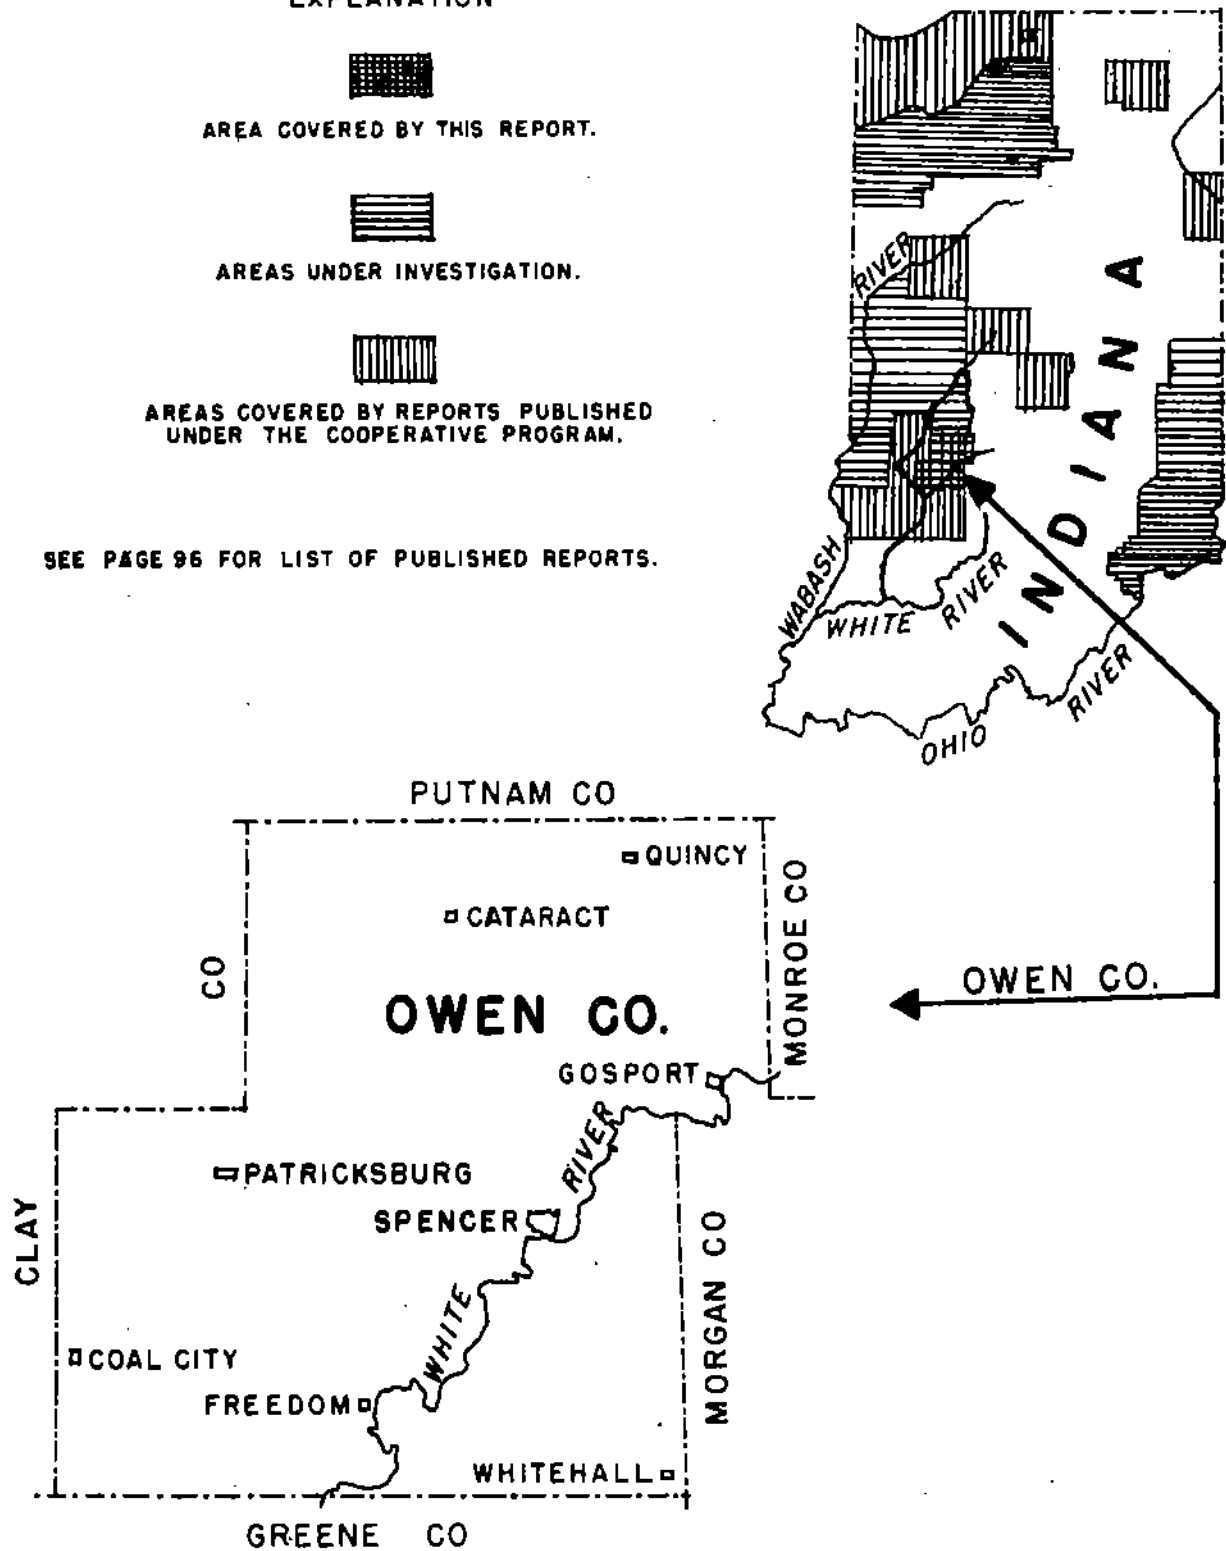 EXPLANATION
AREA COVERED BY THIS REPORT.
AREAS UNDER INVESTIGATION.
AREAS COVERED BY REPORTS PUBLISHED
UNDER THE COOPERATIVE PROGRAM.
SEE PAGE 96 FOR LIST OF PUBLISHED REPORTS.
RIVER
INDIANA
WABASH
WHITE RIVER
OHIO RIVER
PUTNAM CO
QUINCY
CATARACT
CO
MONROE CO
OWEN CO.
OWEN CO.
GOSPORT
RIVER
PATRICKSBURG
SPENCER
CLAY
MORGAN CO
WHITE
COAL CITY
FREEDOM
WHITEHALL
GREENE CO